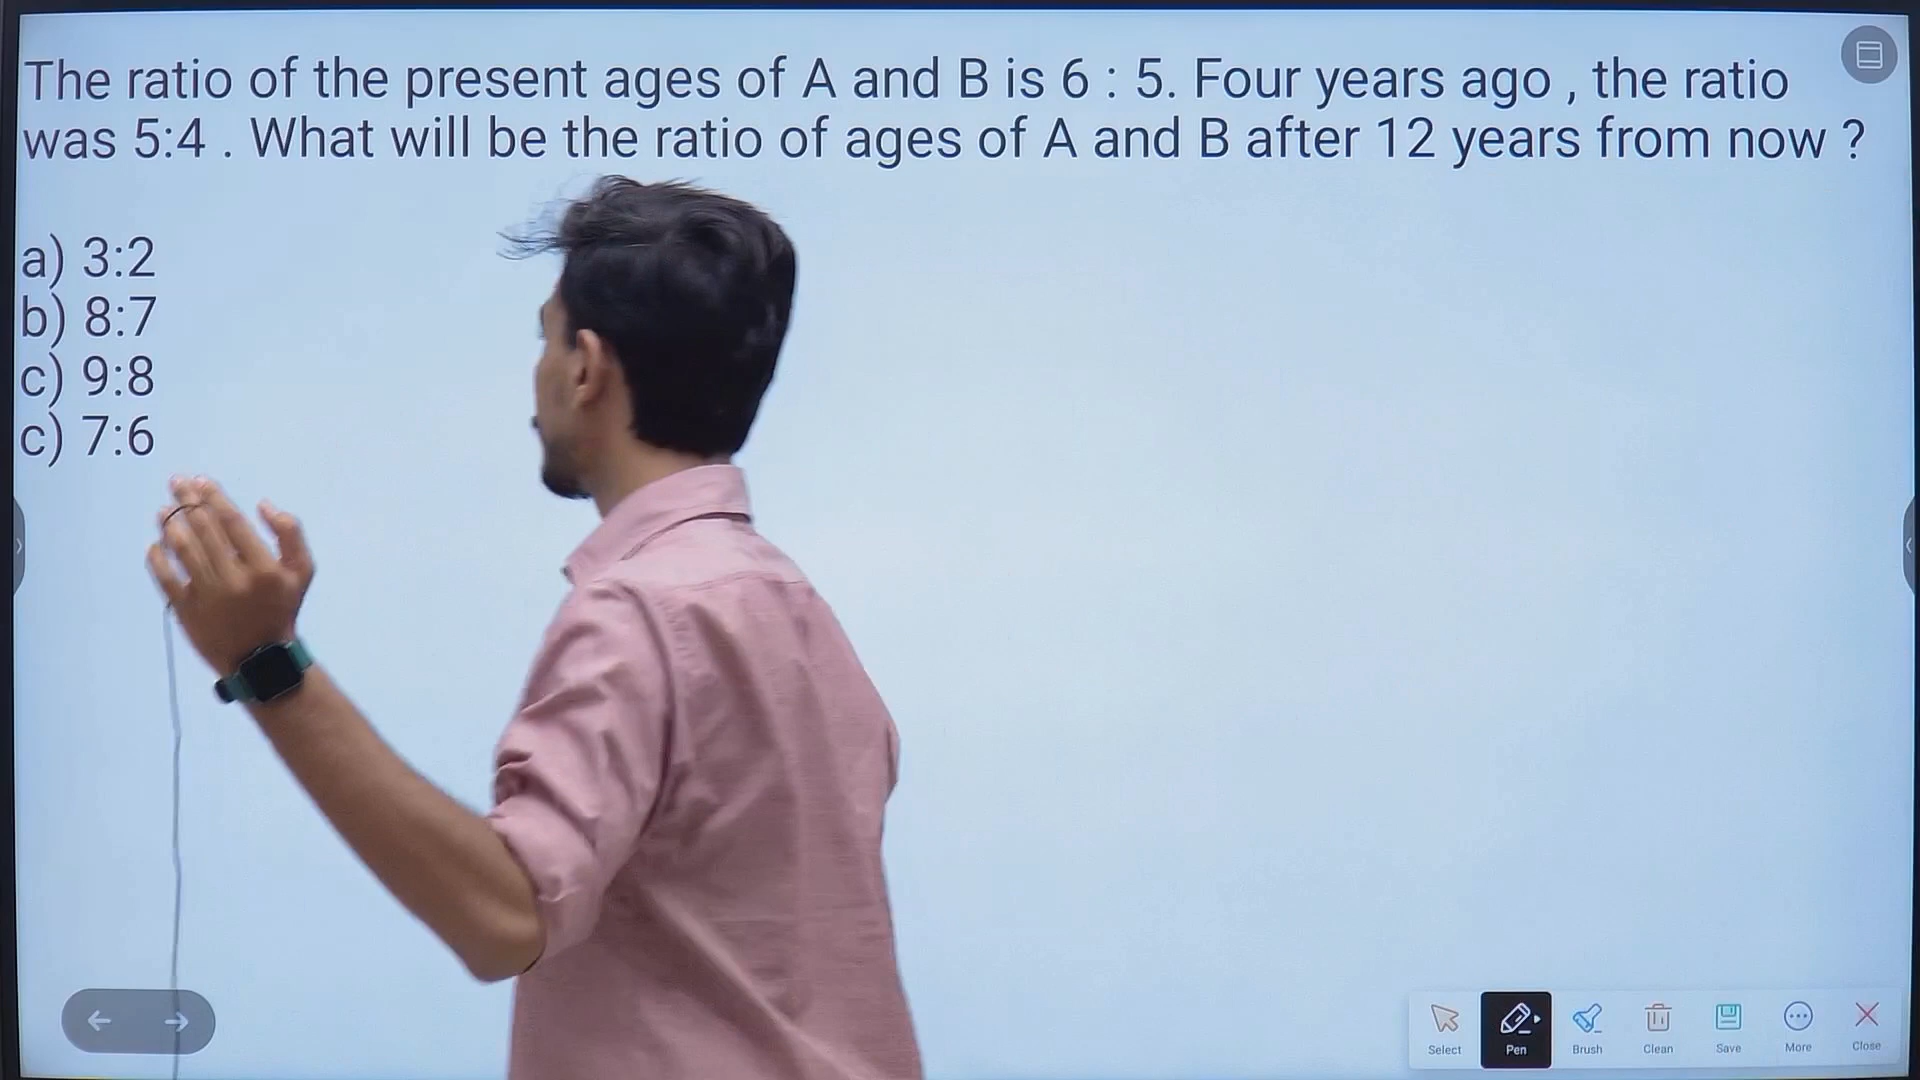 The ratio of the present ages of A and B is 6 : 5. Four years ago , the ratio
was 5:4 . What will be the ratio of ages of A and B after 12 years from now ?
a) 3:2
b) 8:7
c) 9:8
c) 7:6
Select
Pen
Brush
Clean
Save
More
Close